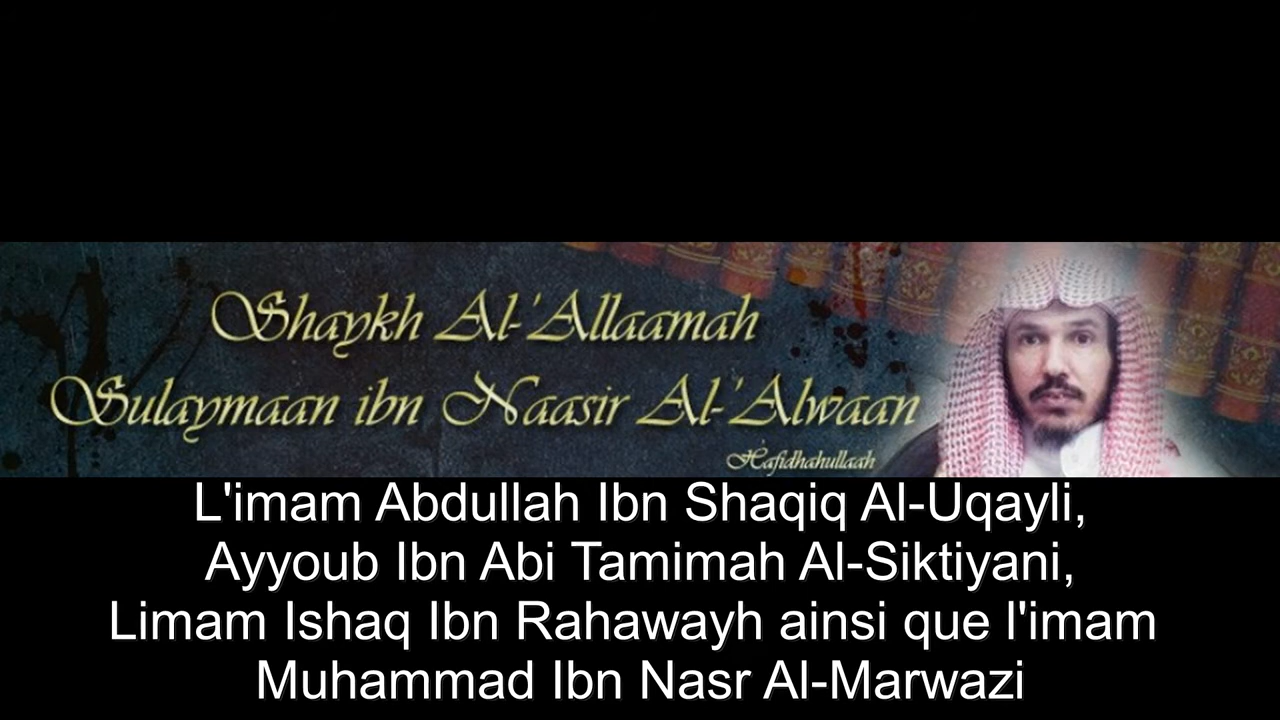 Shaykh Al-'Allaamah
Sulaymaan ibn Naasir Al-'Alwaan
Hafidhahullaah
L'imam Abdullah Ibn Shaqiq Al-Uqayli,
Ayyoub Ibn Abi Tamimah Al-Siktiyani,
Limam Ishaq Ibn Rahawayh ainsi que l'imam
Muhammad Ibn Nasr Al-Marwazi